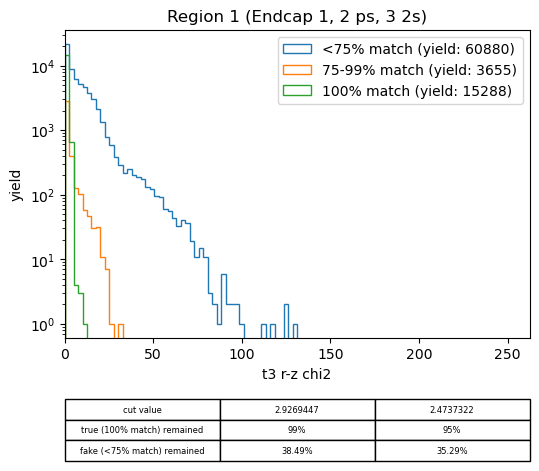 Region 1 (Endcap 1, 2 ps, 3 2s)
<75% match (yield: 60880)
75-99% match (yield: 3655)
100% match (yield: 15288)
yield
10⁴
10³
10²
10¹
10⁰
0 50 100 150 200 250
t3 r-z chi2
cut value 2.9269447 2.4737322
true (100% match) remained 99% 95%
fake (<75% match) remained 38.49% 35.29%